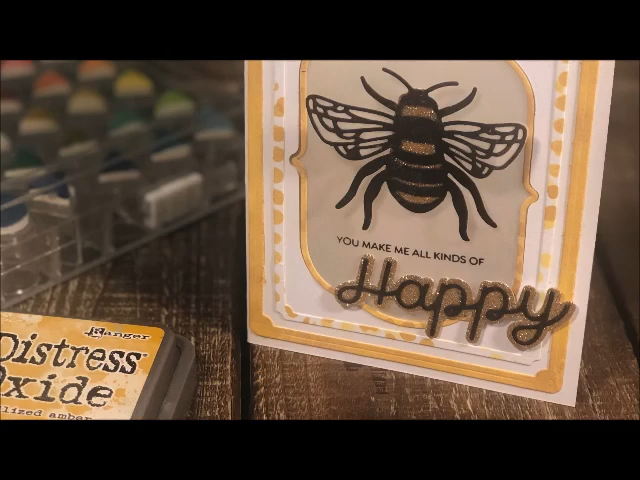 YOU MAKE ME ALL KINDS OF
Happy
Ranger
Distress
Oxide